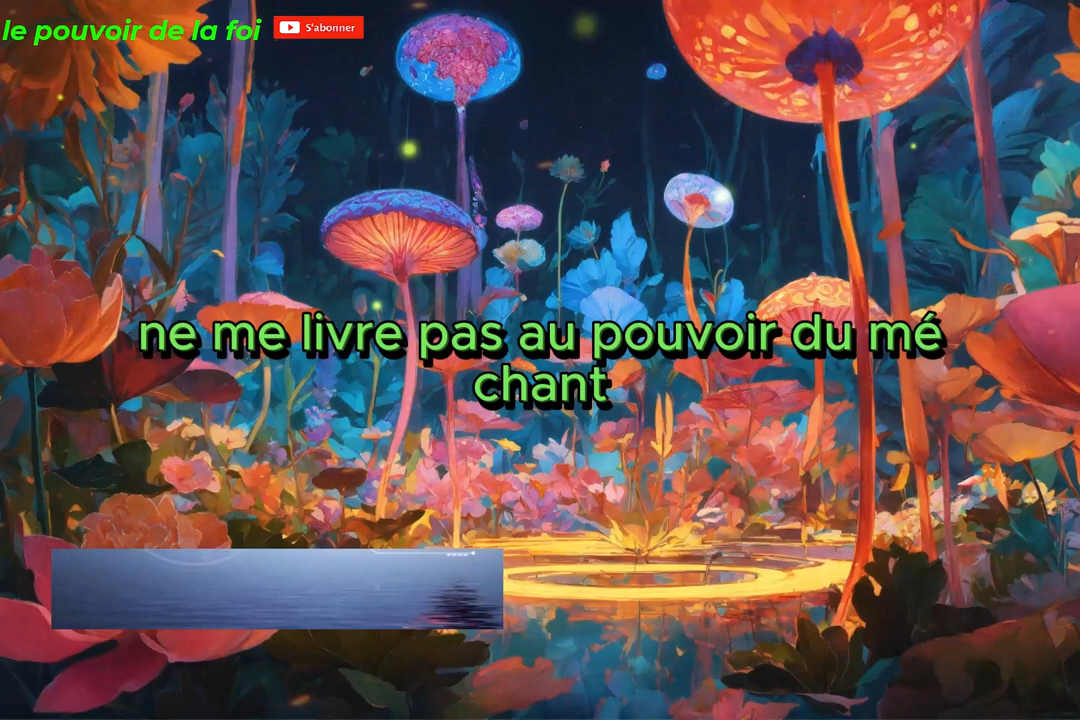 le pouvoir de la foi
S'abonner
ne me livre pas au pouvoir du mé
chant